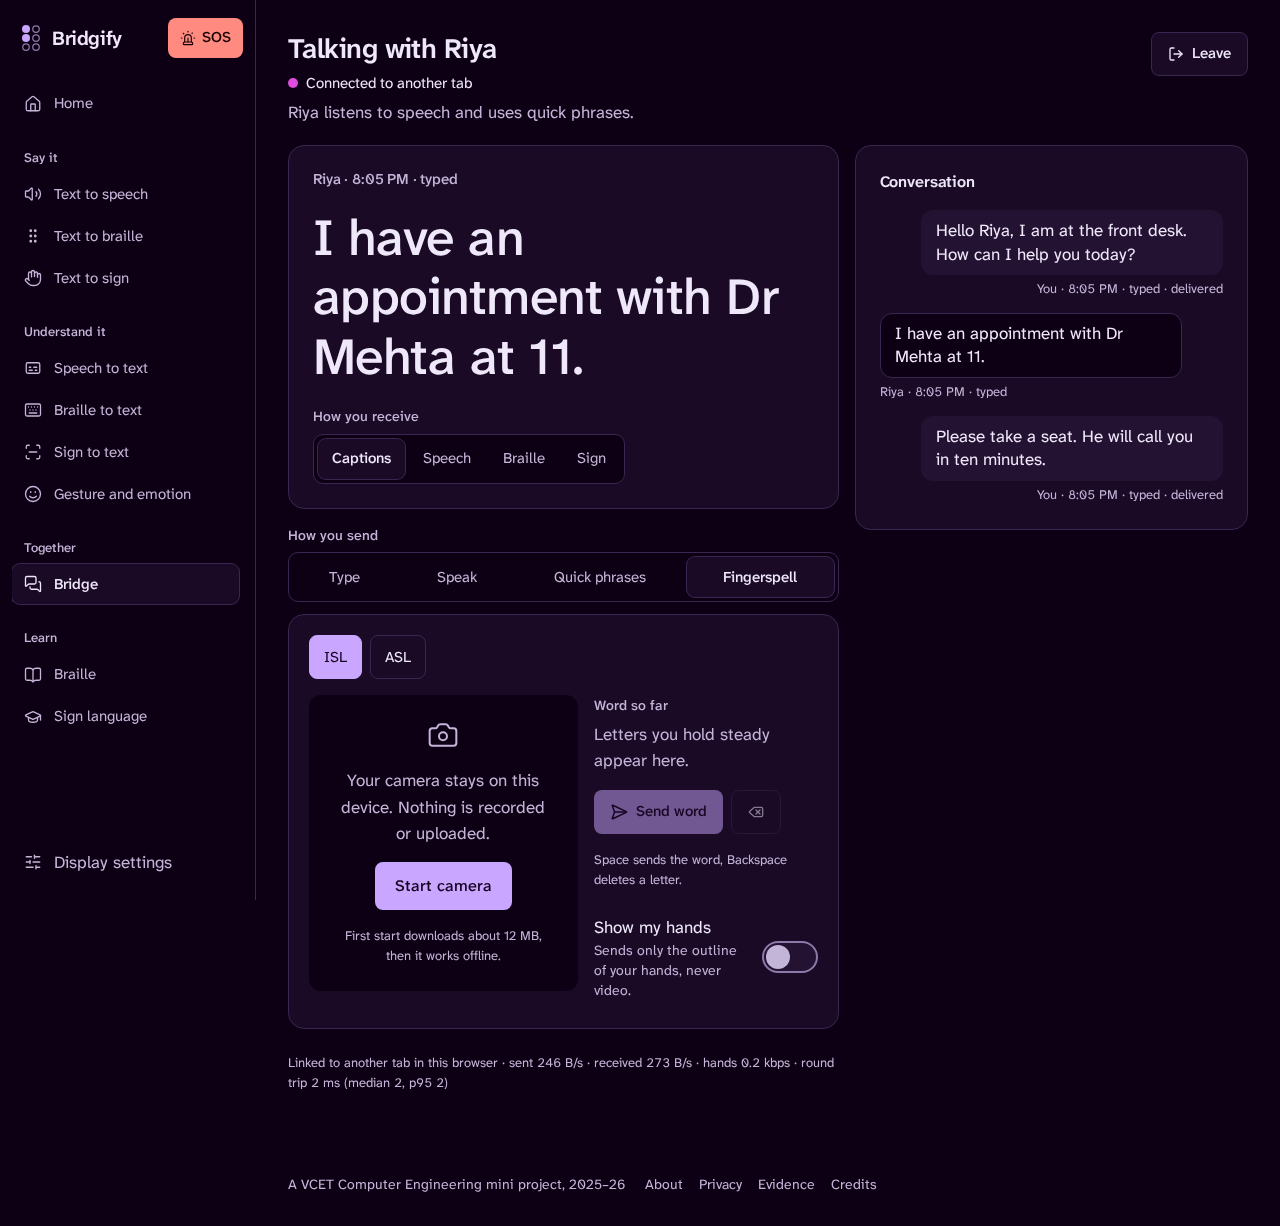 Bridgify
SOS
Home
Say it
Text to speech
Text to braille
Text to sign
Understand it
Speech to text
Braille to text
Sign to text
Gesture and emotion
Together
Bridge
Learn
Braille
Sign language
Display settings
Talking with Riya
Connected to another tab
Riya listens to speech and uses quick phrases.
Leave
Riya · 8:05 PM · typed
I have an
appointment with Dr
Mehta at 11.
How you receive
Captions
Speech
Braille
Sign
How you send
Type
Speak
Quick phrases
Fingerspell
ISL
ASL
Your camera stays on this
device. Nothing is recorded
or uploaded.
Start camera
First start downloads about 12 MB,
then it works offline.
Word so far
Letters you hold steady
appear here.
Send word
Space sends the word, Backspace
deletes a letter.
Show my hands
Sends only the outline
of your hands, never
video.
Linked to another tab in this browser · sent 246 B/s · received 273 B/s · hands 0.2 kbps · round
trip 2 ms (median 2, p95 2)
Conversation
Hello Riya, I am at the front desk.
How can I help you today?
You · 8:05 PM · typed · delivered
I have an appointment with Dr
Mehta at 11.
Riya · 8:05 PM · typed
Please take a seat. He will call you
in ten minutes.
You · 8:05 PM · typed · delivered
A VCET Computer Engineering mini project, 2025–26
About
Privacy
Evidence
Credits